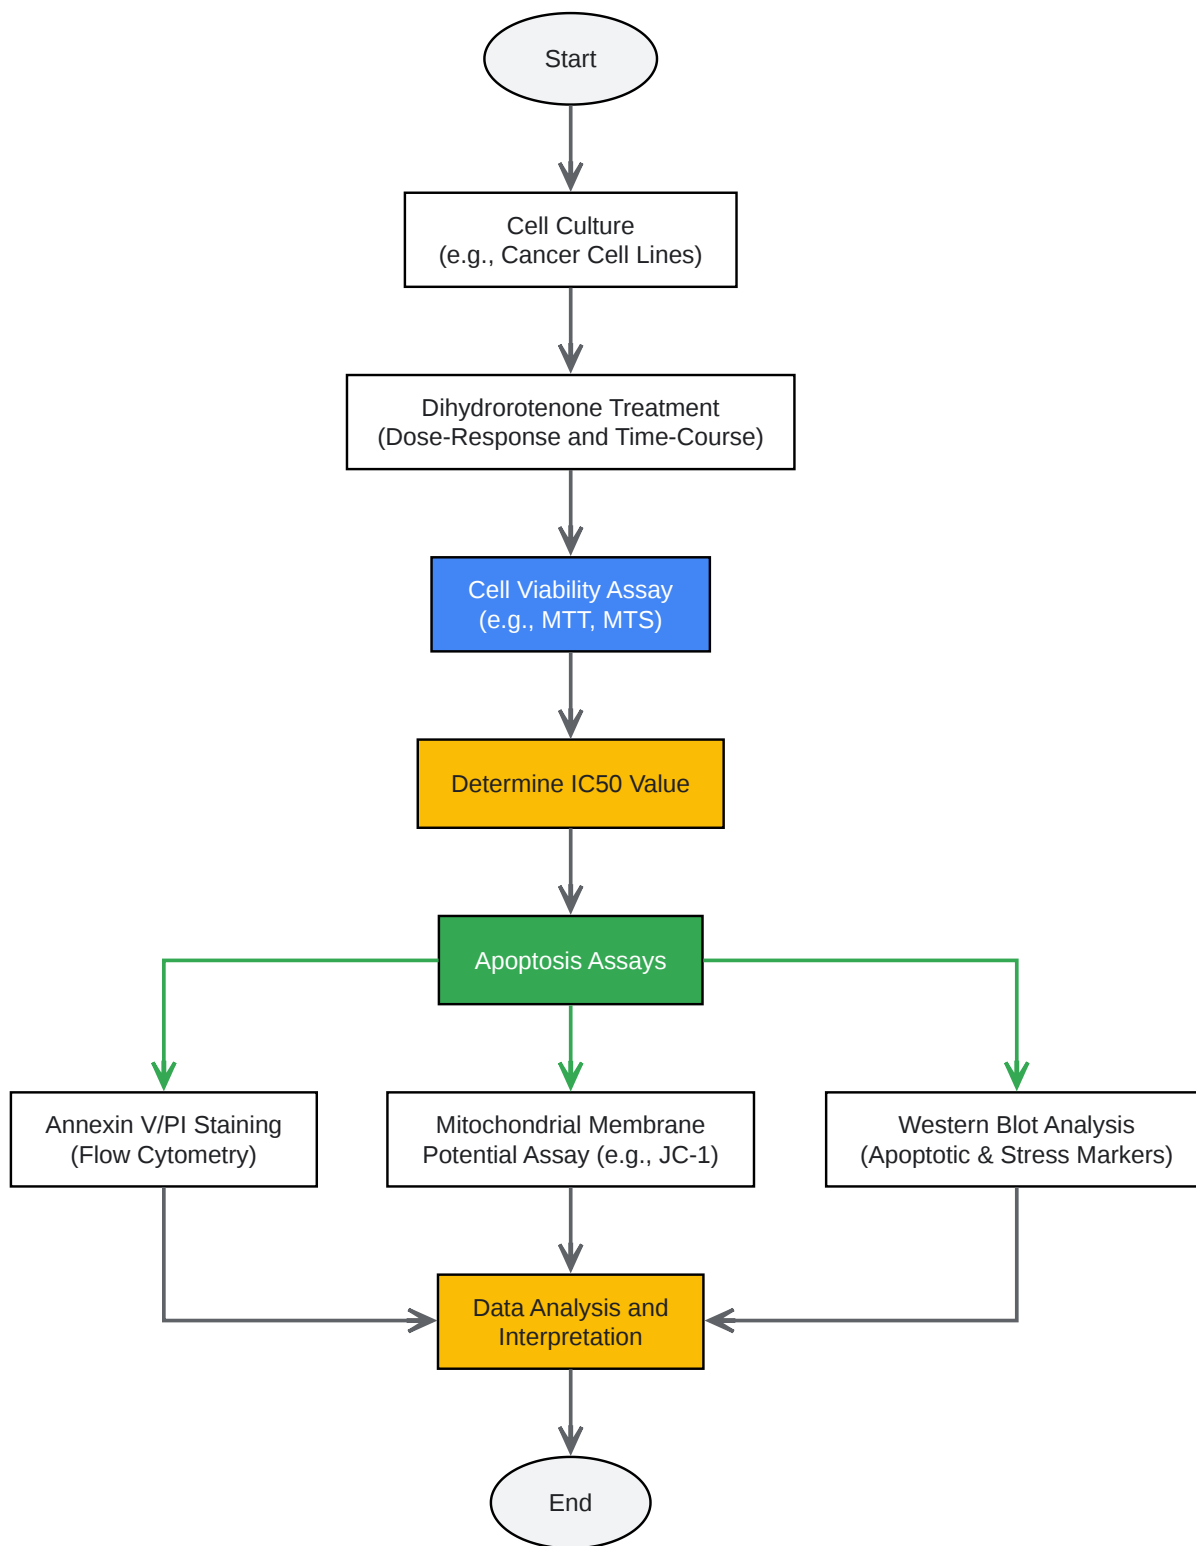 Start
Cell Culture
(e.g., Cancer Cell Lines)
Dihydrorotenone Treatment
(Dose-Response and Time-Course)
Cell Viability Assay
(e.g., MTT, MTS)
Determine IC50 Value
Apoptosis Assays
Annexin V/PI Staining
(Flow Cytometry)
Mitochondrial Membrane
Potential Assay (e.g., JC-1)
Western Blot Analysis
(Apoptotic & Stress Markers)
Data Analysis and
Interpretation
End